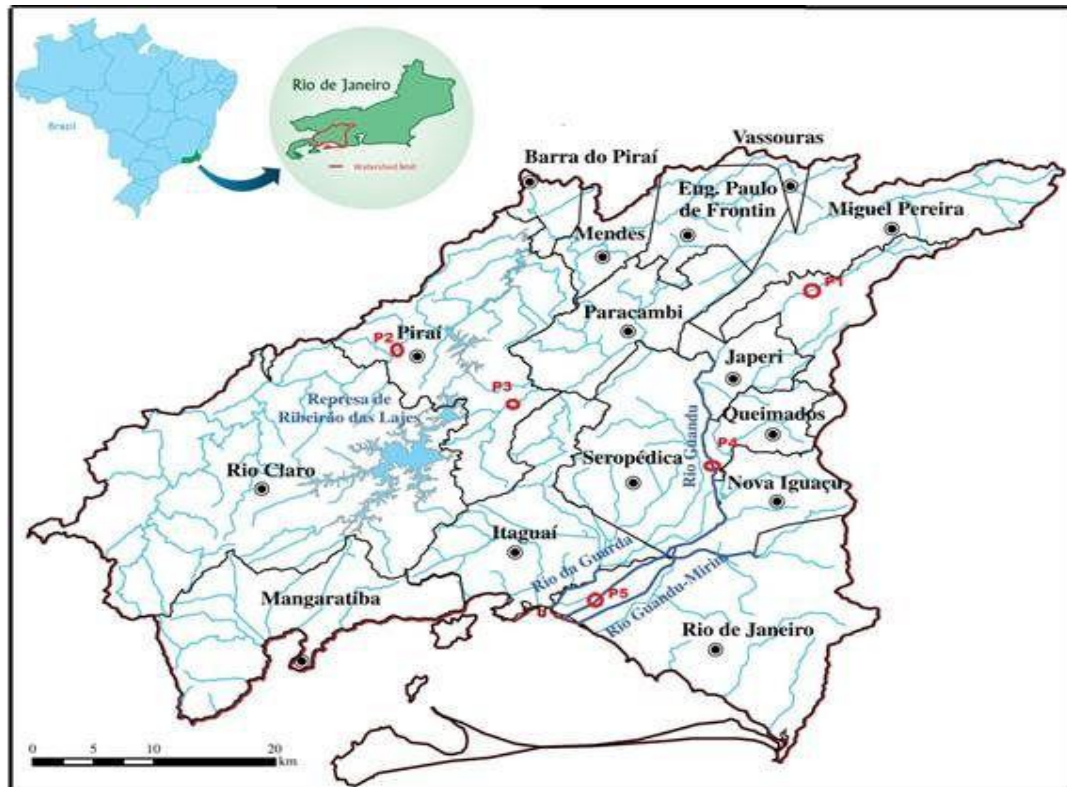 Brazil
Rio de Janeiro
Watershed limit
Vassouras
Barra do Piraí
Eng. Paulo
de Frontin
Miguel Pereira
Mendes
P1
Paracambi
P2
Piraí
Japeri
P3
Represa de
Ribeirão das Lajes
Queimados
Rio Guandu
P4
Seropédica
Rio Claro
Nova Iguaçu
Itaguaí
Rio da Guarda
Rio Guandu-Mirim
P5
Mangaratiba
Rio de Janeiro
0 5 10 20
km